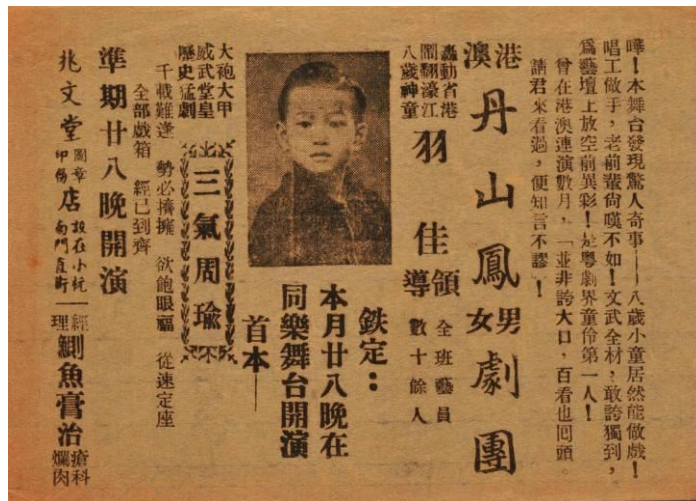 嘩！本舞台發現驚人奇事——八歲小童居然能做戲！
唱工做手，老前輩尙嘆不如！文武全材，敢誇獨到，
爲藝壇上放空前異彩！是粵劇界童伶第一人！
曾在港澳連演數月，「並非誇大口，百看也回頭。
請君來看過，便知言不謬！
港澳
丹山鳳男女劇團
轟動省港
鬧翻濠江
八歲神童
羽佳領導
全班藝員
數十餘人
鉄定：
本月廿八晚在
同樂舞台開演
首本——
大袍大甲
威武堂皇
歷史猛劇
三氣周瑜
千載難逢 勢必擠擁 欲飽眼福 從速定座
全部戲箱 經已到齊
準期廿八晚開演
兆文堂圖章印務店設在小杬南門直街
經理鯽魚膏治瘡科爛肉